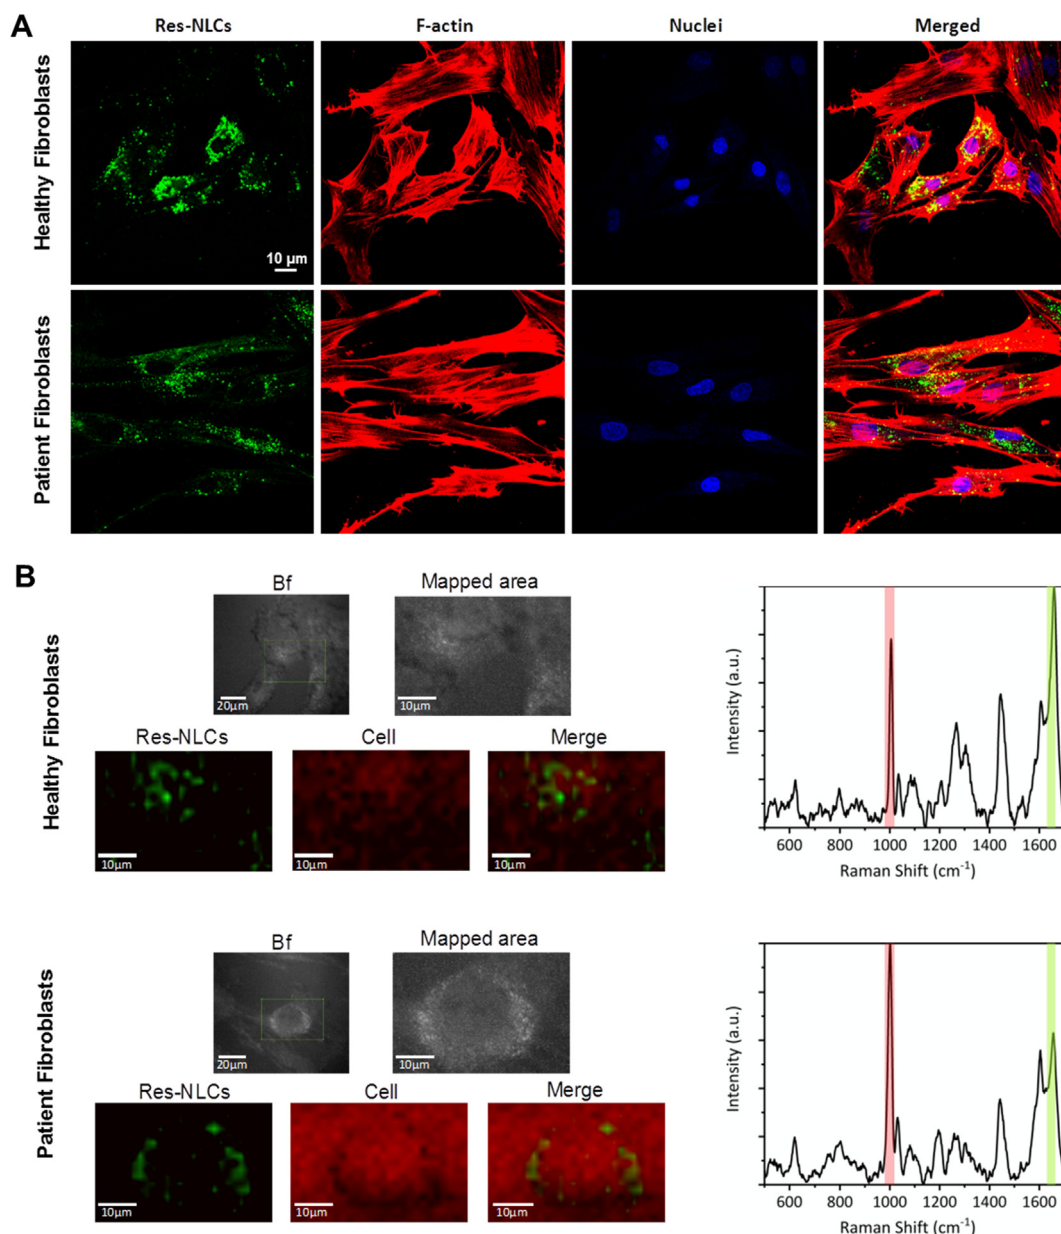 A
Res-NLCs F-actin Nuclei Merged
Healthy Fibroblasts
10 µm
Patient Fibroblasts
B
Healthy Fibroblasts
Bf Mapped area
20µm 10µm
Res-NLCs Cell Merge
10µm 10µm 10µm
Intensity (a.u.)
600 800 1000 1200 1400 1600
Raman Shift (cm⁻¹)
Patient Fibroblasts
Bf Mapped area
20µm 10µm
Res-NLCs Cell Merge
10µm 10µm 10µm
Intensity (a.u.)
600 800 1000 1200 1400 1600
Raman Shift (cm⁻¹)